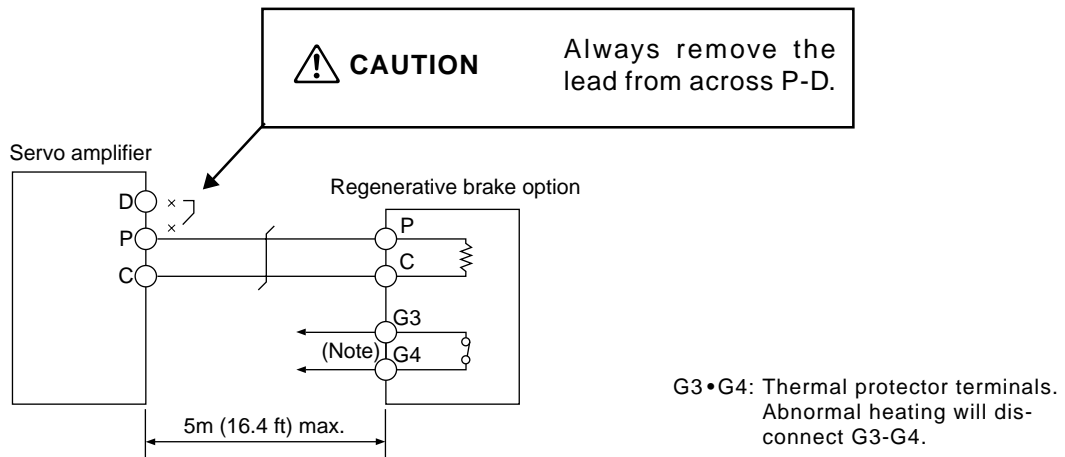 CAUTION
Always remove the
lead from across P-D.
Servo amplifier
Regenerative brake option
D
P
P
C
C
G3
(Note)
G4
G3•G4: Thermal protector terminals.
Abnormal heating will dis-
connect G3-G4.
5m (16.4 ft) max.